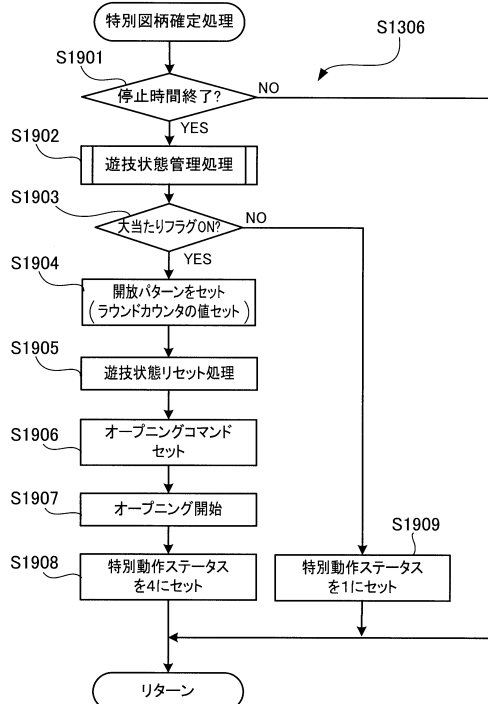 特別図柄確定処理
S1306
S1901
停止時間終了?
NO
YES
S1902
遊技状態管理処理
S1903
大当たりフラグON?
NO
YES
S1904
開放パターンをセット
(ラウンドカウンタの値セット)
S1905
遊技状態リセット処理
S1906
オープニングコマンド
セット
S1907
オープニング開始
S1908
特別動作ステータス
を4にセット
S1909
特別動作ステータス
を1にセット
リターン